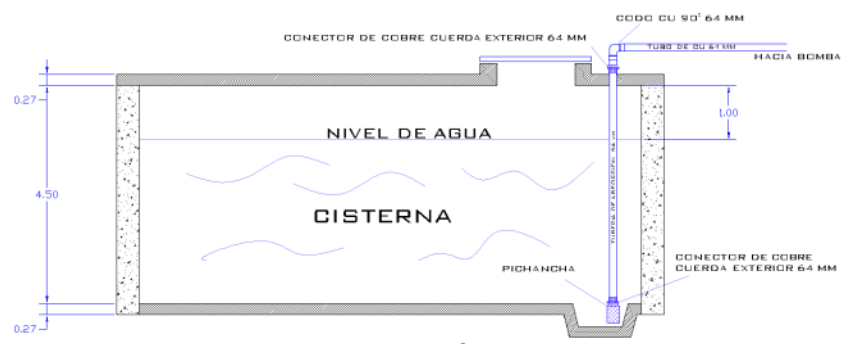 CODO CU 90° 64 MM
CONECTOR DE COBRE CUERDA EXTERIOR 64 MM
TUBO DE CU 64 MM
HACIA BOMBA
0.27
1.00
NIVEL DE AGUA
4.50
CISTERNA
PICHANCHA
CONECTOR DE COBRE
CUERDA EXTERIOR 64 MM
0.27